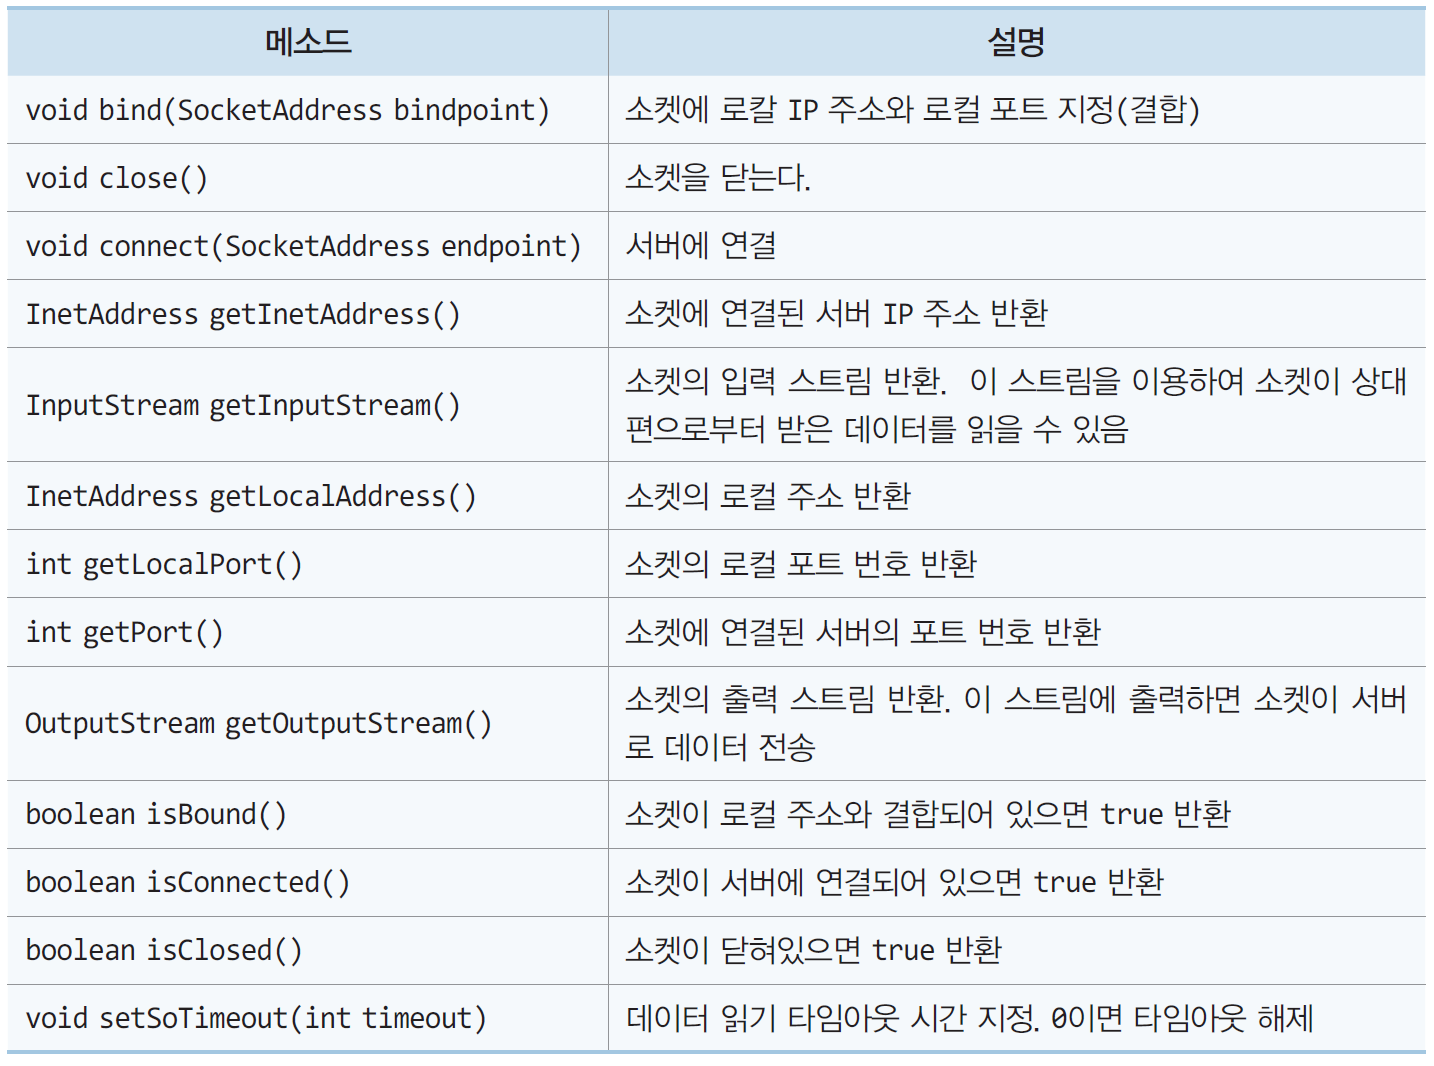 메소드 설명
void bind(SocketAddress bindpoint) 소켓에 로칼 IP 주소와 로컬 포트 지정(결합)
void close() 소켓을 닫는다.
void connect(SocketAddress endpoint) 서버에 연결
InetAddress getInetAddress() 소켓에 연결된 서버 IP 주소 반환
InputStream getInputStream() 소켓의 입력 스트림 반환. 이 스트림을 이용하여 소켓이 상대
편으로부터 받은 데이터를 읽을 수 있음
InetAddress getLocalAddress() 소켓의 로컬 주소 반환
int getLocalPort() 소켓의 로컬 포트 번호 반환
int getPort() 소켓에 연결된 서버의 포트 번호 반환
OutputStream getOutputStream() 소켓의 출력 스트림 반환. 이 스트림에 출력하면 소켓이 서버
로 데이터 전송
boolean isBound() 소켓이 로컬 주소와 결합되어 있으면 true 반환
boolean isConnected() 소켓이 서버에 연결되어 있으면 true 반환
boolean isClosed() 소켓이 닫혀있으면 true 반환
void setSoTimeout(int timeout) 데이터 읽기 타임아웃 시간 지정. 0이면 타임아웃 해제